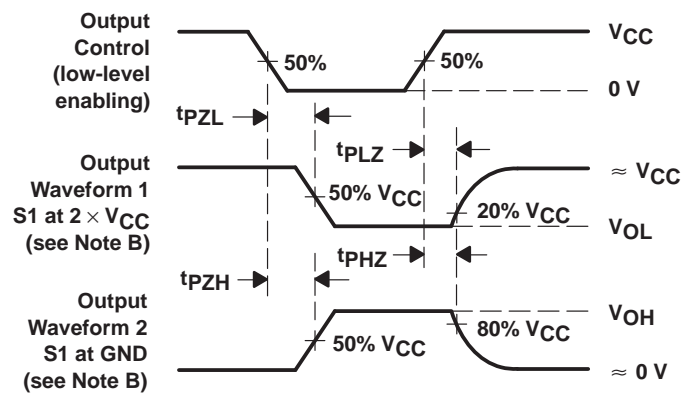 Output
Control
(low-level
enabling)
50%
50%
VCC
0 V
tPZL
tPLZ
Output
Waveform 1
S1 at 2 × VCC
(see Note B)
50% VCC
20% VCC
≈ VCC
VOL
tPZH
tPHZ
Output
Waveform 2
S1 at GND
(see Note B)
50% VCC
80% VCC
VOH
≈ 0 V